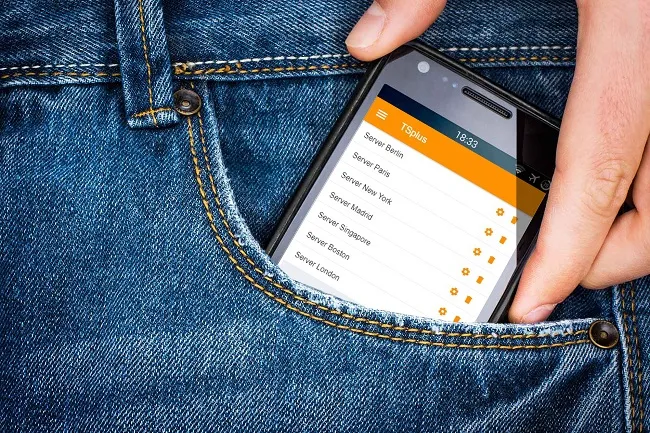 18:33
TSplus
Server Berlin
Server Paris
Server New York
Server Madrid
Server Singapore
Server Boston
Server London